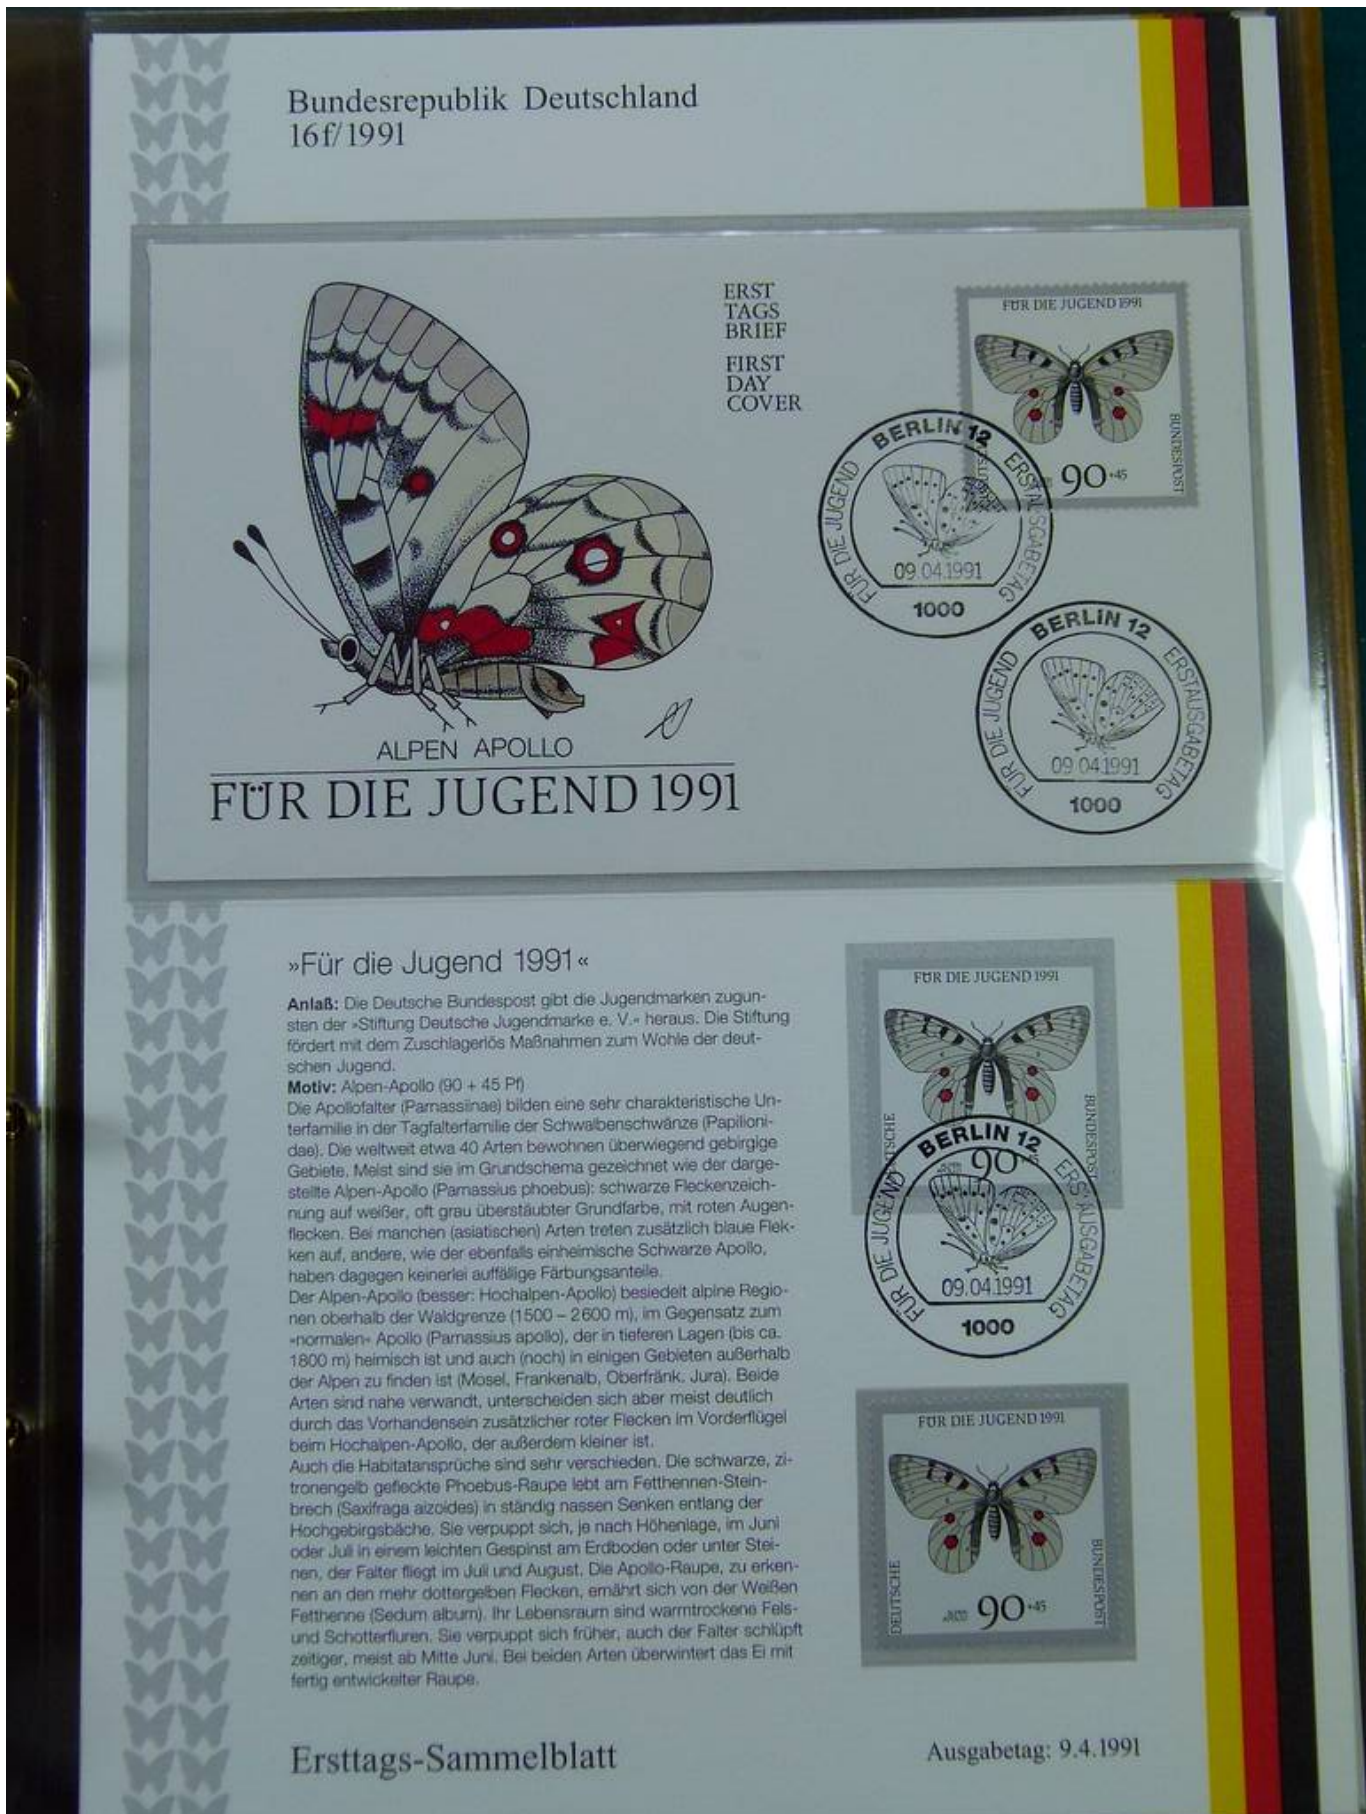 Bundesrepublik Deutschland
16f/1991
ERST
TAGS
BRIEF
FIRST
DAY
COVER
FÜR DIE JUGEND 1991
BUNDESPOST
90+45
BERLIN 12
FÜR DIE JUGEND
ERSTAUSGABETAG
09.04.1991
1000
BERLIN 12
FÜR DIE JUGEND
ERSTAUSGABETAG
09.04.1991
1000
ALPEN APOLLO
FÜR DIE JUGEND 1991
»Für die Jugend 1991«
Anlaß: Die Deutsche Bundespost gibt die Jugendmarken zugun-
sten der »Stiftung Deutsche Jugendmarke e. V.« heraus. Die Stiftung
fördert mit dem Zuschlagerlös Maßnahmen zum Wohle der deut-
schen Jugend.
Motiv: Alpen-Apollo (90 + 45 Pf)
Die Apollofalter (Parnassiinae) bilden eine sehr charakteristische Un-
terfamilie in der Tagfalterfamilie der Schwalbenschwänze (Papilioni-
dae). Die weltweit etwa 40 Arten bewohnen überwiegend gebirgige
Gebiete. Meist sind sie im Grundschema gezeichnet wie der darge-
stellte Alpen-Apollo (Parnassius phoebus): schwarze Fleckenzeich-
nung auf weißer, oft grau überstäubter Grundfarbe, mit roten Augen-
flecken. Bei manchen (asiatischen) Arten treten zusätzlich blaue Flek-
ken auf, andere, wie der ebenfalls einheimische Schwarze Apollo,
haben dagegen keinerlei auffällige Färbungsanteile.
Der Alpen-Apollo (besser: Hochalpen-Apollo) besiedelt alpine Regio-
nen oberhalb der Waldgrenze (1500 – 2600 m), im Gegensatz zum
»normalen« Apollo (Parnassius apollo), der in tieferen Lagen (bis ca.
1800 m) heimisch ist und auch (noch) in einigen Gebieten außerhalb
der Alpen zu finden ist (Mosel, Frankenalb, Oberfränk. Jura). Beide
Arten sind nahe verwandt, unterscheiden sich aber meist deutlich
durch das Vorhandensein zusätzlicher roter Flecken im Vorderflügel
beim Hochalpen-Apollo, der außerdem kleiner ist.
Auch die Habitatansprüche sind sehr verschieden. Die schwarze, zi-
tronengelb gefleckte Phoebus-Raupe lebt am Fetthennen-Stein-
brech (Saxifraga aizoides) in ständig nassen Senken entlang der
Hochgebirgsbäche. Sie verpuppt sich, je nach Höhenlage, im Juni
oder Juli in einem leichten Gespinst am Erdboden oder unter Stei-
nen, der Falter fliegt im Juli und August. Die Apollo-Raupe, zu erken-
nen an den mehr dottergelben Flecken, ernährt sich von der Weißen
Fetthenne (Sedum album). Ihr Lebensraum sind warmtrockene Fels-
und Schotterfluren. Sie verpuppt sich früher, auch der Falter schlüpft
zeitiger, meist ab Mitte Juni. Bei beiden Arten überwintert das Ei mit
fertig entwickelter Raupe.
FÜR DIE JUGEND 1991
BUNDESPOST
90
BERLIN 12
FÜR DIE JUGEND
ERSTAUSGABETAG
09.04.1991
1000
FÜR DIE JUGEND 1991
DEUTSCHE
BUNDESPOST
90+45
Ersttags-Sammelblatt
Ausgabetag: 9.4.1991